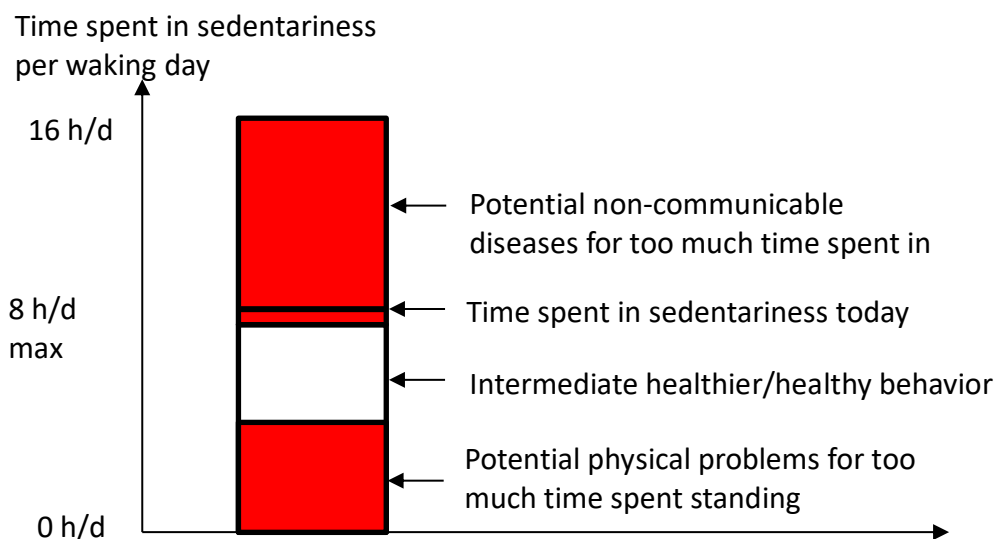 Time spent in sedentariness
per waking day
16 h/d
Potential non-communicable
diseases for too much time spent in
8 h/d
max
Time spent in sedentariness today
Intermediate healthier/healthy behavior
Potential physical problems for too
much time spent standing
0 h/d